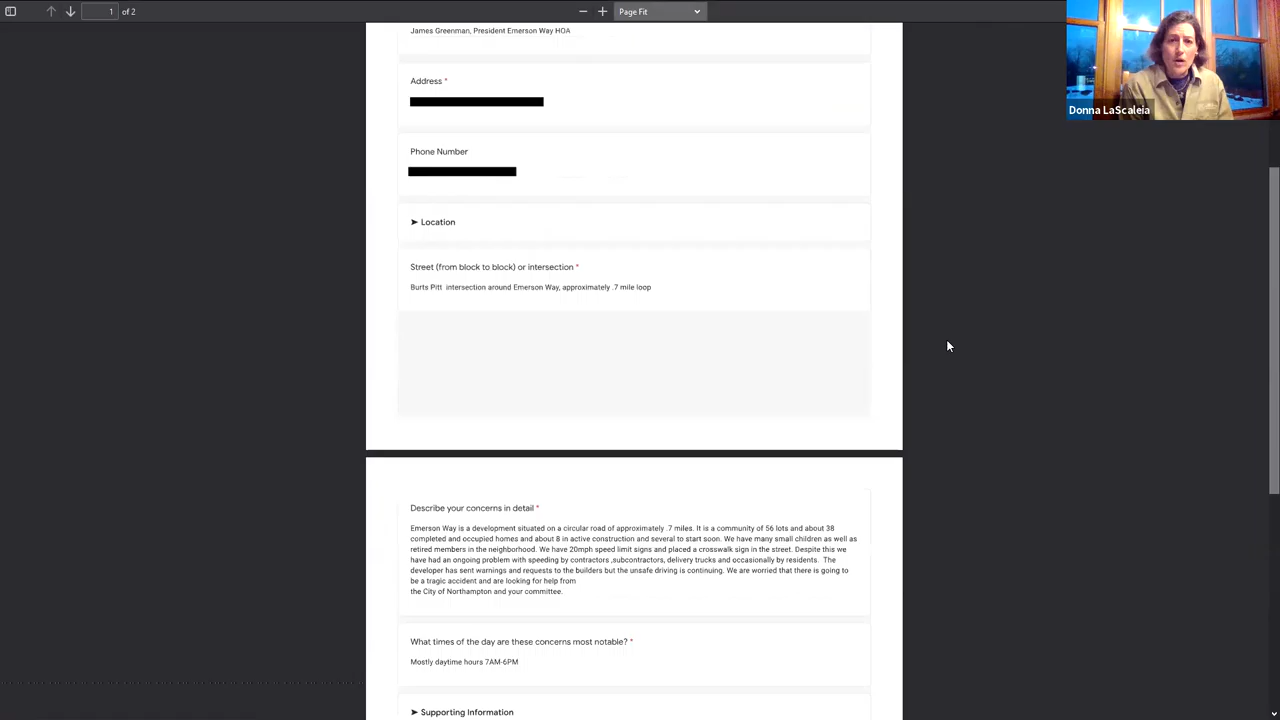 1 of 2
Page Fit
Donna LaScaleia
James Greenman, President Emerson Way HOA
Address *
Phone Number
➤ Location
Street (from block to block) or intersection *
Burts Pitt intersection around Emerson Way, approximately .7 mile loop
Describe your concerns in detail *
Emerson Way is a development situated on a circular road of approximately .7 miles. It is a community of 56 lots and about 38
completed and occupied homes and about 8 in active construction and several to start soon. We have many small children as well as
retired members in the neighborhood. We have 20mph speed limit signs and placed a crosswalk sign in the street. Despite this we
have had an ongoing problem with speeding by contractors ,subcontractors, delivery trucks and occasionally by residents. The
developer has sent warnings and requests to the builders but the unsafe driving is continuing. We are worried that there is going to
be a tragic accident and are looking for help from
the City of Northampton and your committee.
What times of the day are these concerns most notable? *
Mostly daytime hours 7AM-6PM
➤ Supporting Information